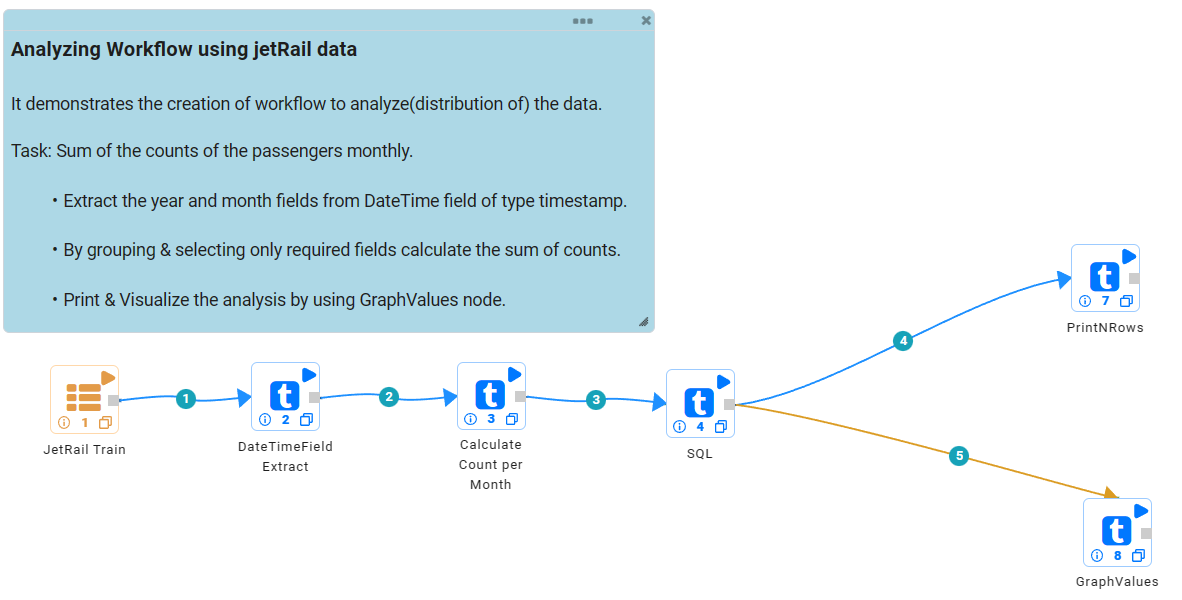 Analyzing Workflow using jetRail data
It demonstrates the creation of workflow to analyze(distribution of) the data.
Task: Sum of the counts of the passengers monthly.
• Extract the year and month fields from DateTime field of type timestamp.
• By grouping & selecting only required fields calculate the sum of counts.
• Print & Visualize the analysis by using GraphValues node.
t
7
PrintNRows
4
1
JetRail Train
1
t
2
DateTimeField
Extract
2
t
3
Calculate
Count per
Month
3
t
4
SQL
5
t
8
GraphValues